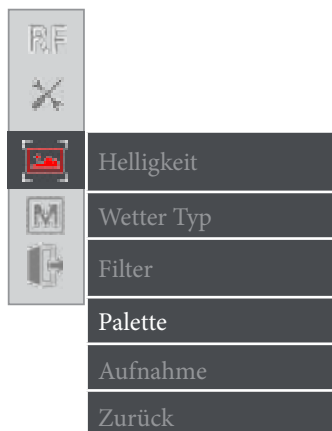 RF
M
Helligkeit
Wetter Typ
Filter
Palette
Aufnahme
Zurück